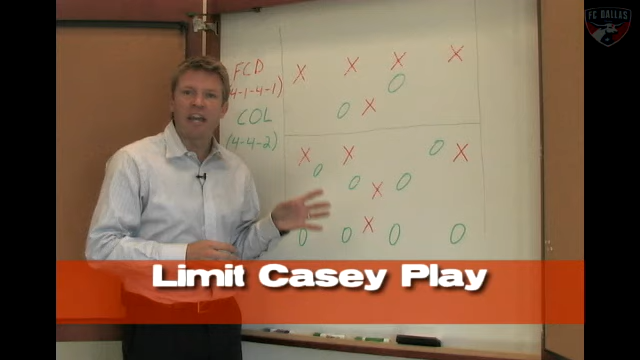 FC DALLAS
FCD
(4-1-4-1)
COL
(4-4-2)
X X X X
O
O X
X X O X
O
O X O
X
O O O O
Limit Casey Play